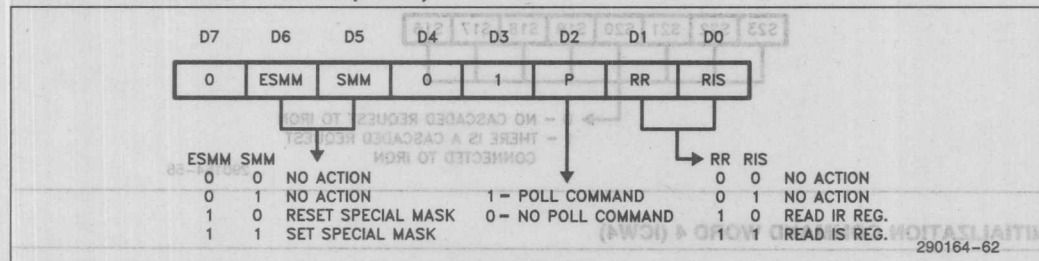 D7 D6 D5 D4 D3 D2 D1 D0
0 ESMM SMM 0 1 P RR RIS
ESMM SMM
0 0 NO ACTION
0 1 NO ACTION
1 0 RESET SPECIAL MASK
1 1 SET SPECIAL MASK
1 – POLL COMMAND
0 – NO POLL COMMAND
RR RIS
0 0 NO ACTION
0 1 NO ACTION
1 0 READ IR REG.
1 1 READ IS REG.
290164–62